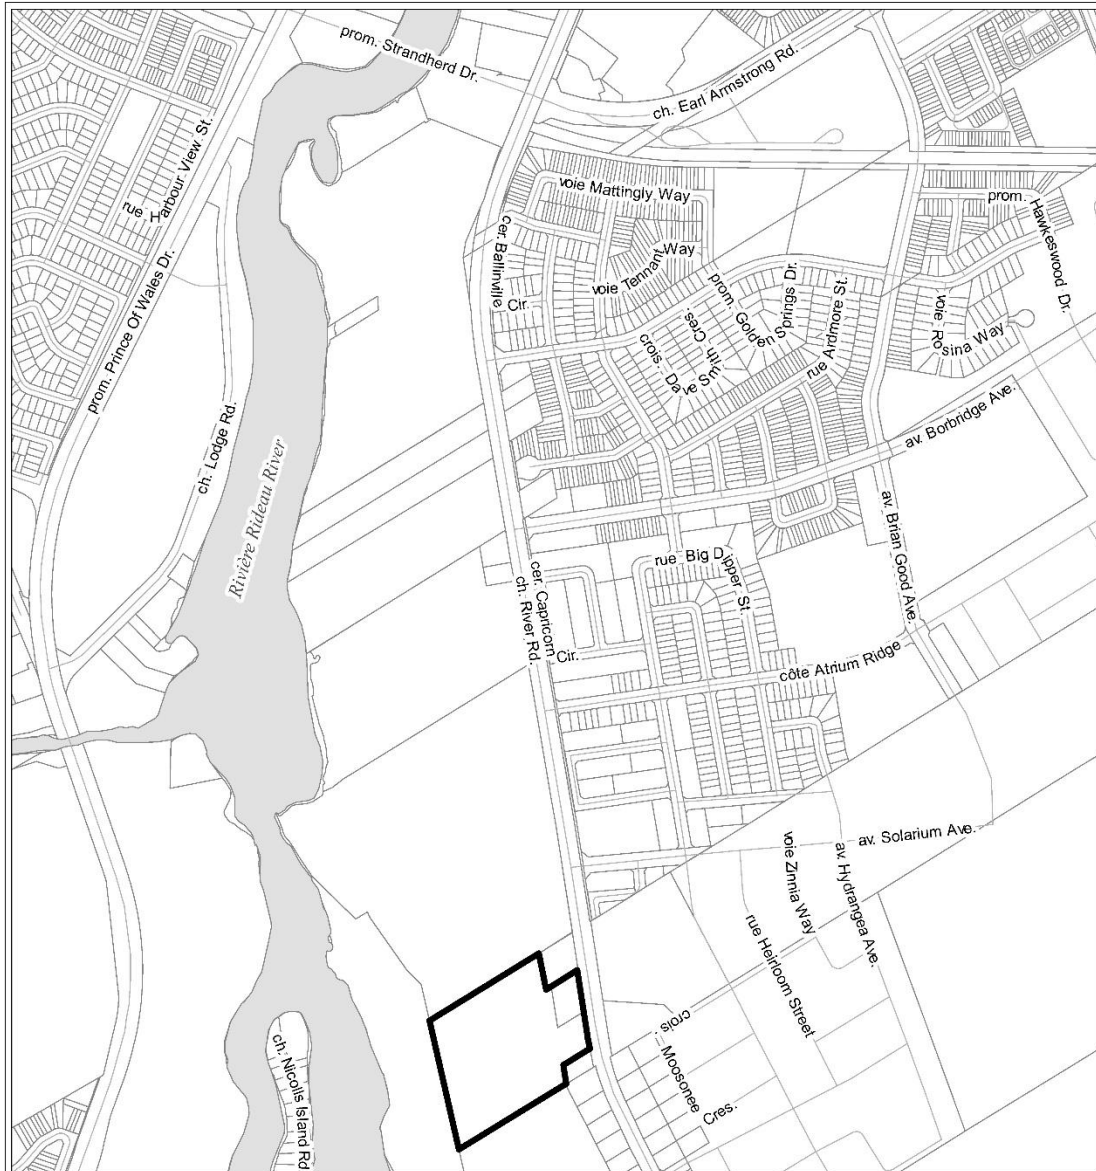 prom. Strandherd Dr.
ch. Earl Armstrong Rd.
rue Harbour View St.
voie Mattingly Way
prom. Hawkeswood Dr.
cer. Ballinville Cir.
voie Tennant Way
prom. Golden Springs Dr.
crois. Dave Smith Cres.
rue Ardmore St.
voie Rosina Way
prom. Prince Of Wales Dr.
ch. Lodge Rd.
Rivière Rideau River
av. Borbridge Ave.
av. Brian Good Ave.
rue Big Dipper St.
cer. Capricorn Cir.
ch. River Rd.
côte Atrium Ridge
av. Solarium Ave.
voie Zinnia Way
av. Hydrangea Ave.
rue Heirloom Street
crois. Moosonee Cres.
ch. Nicolls Island Rd